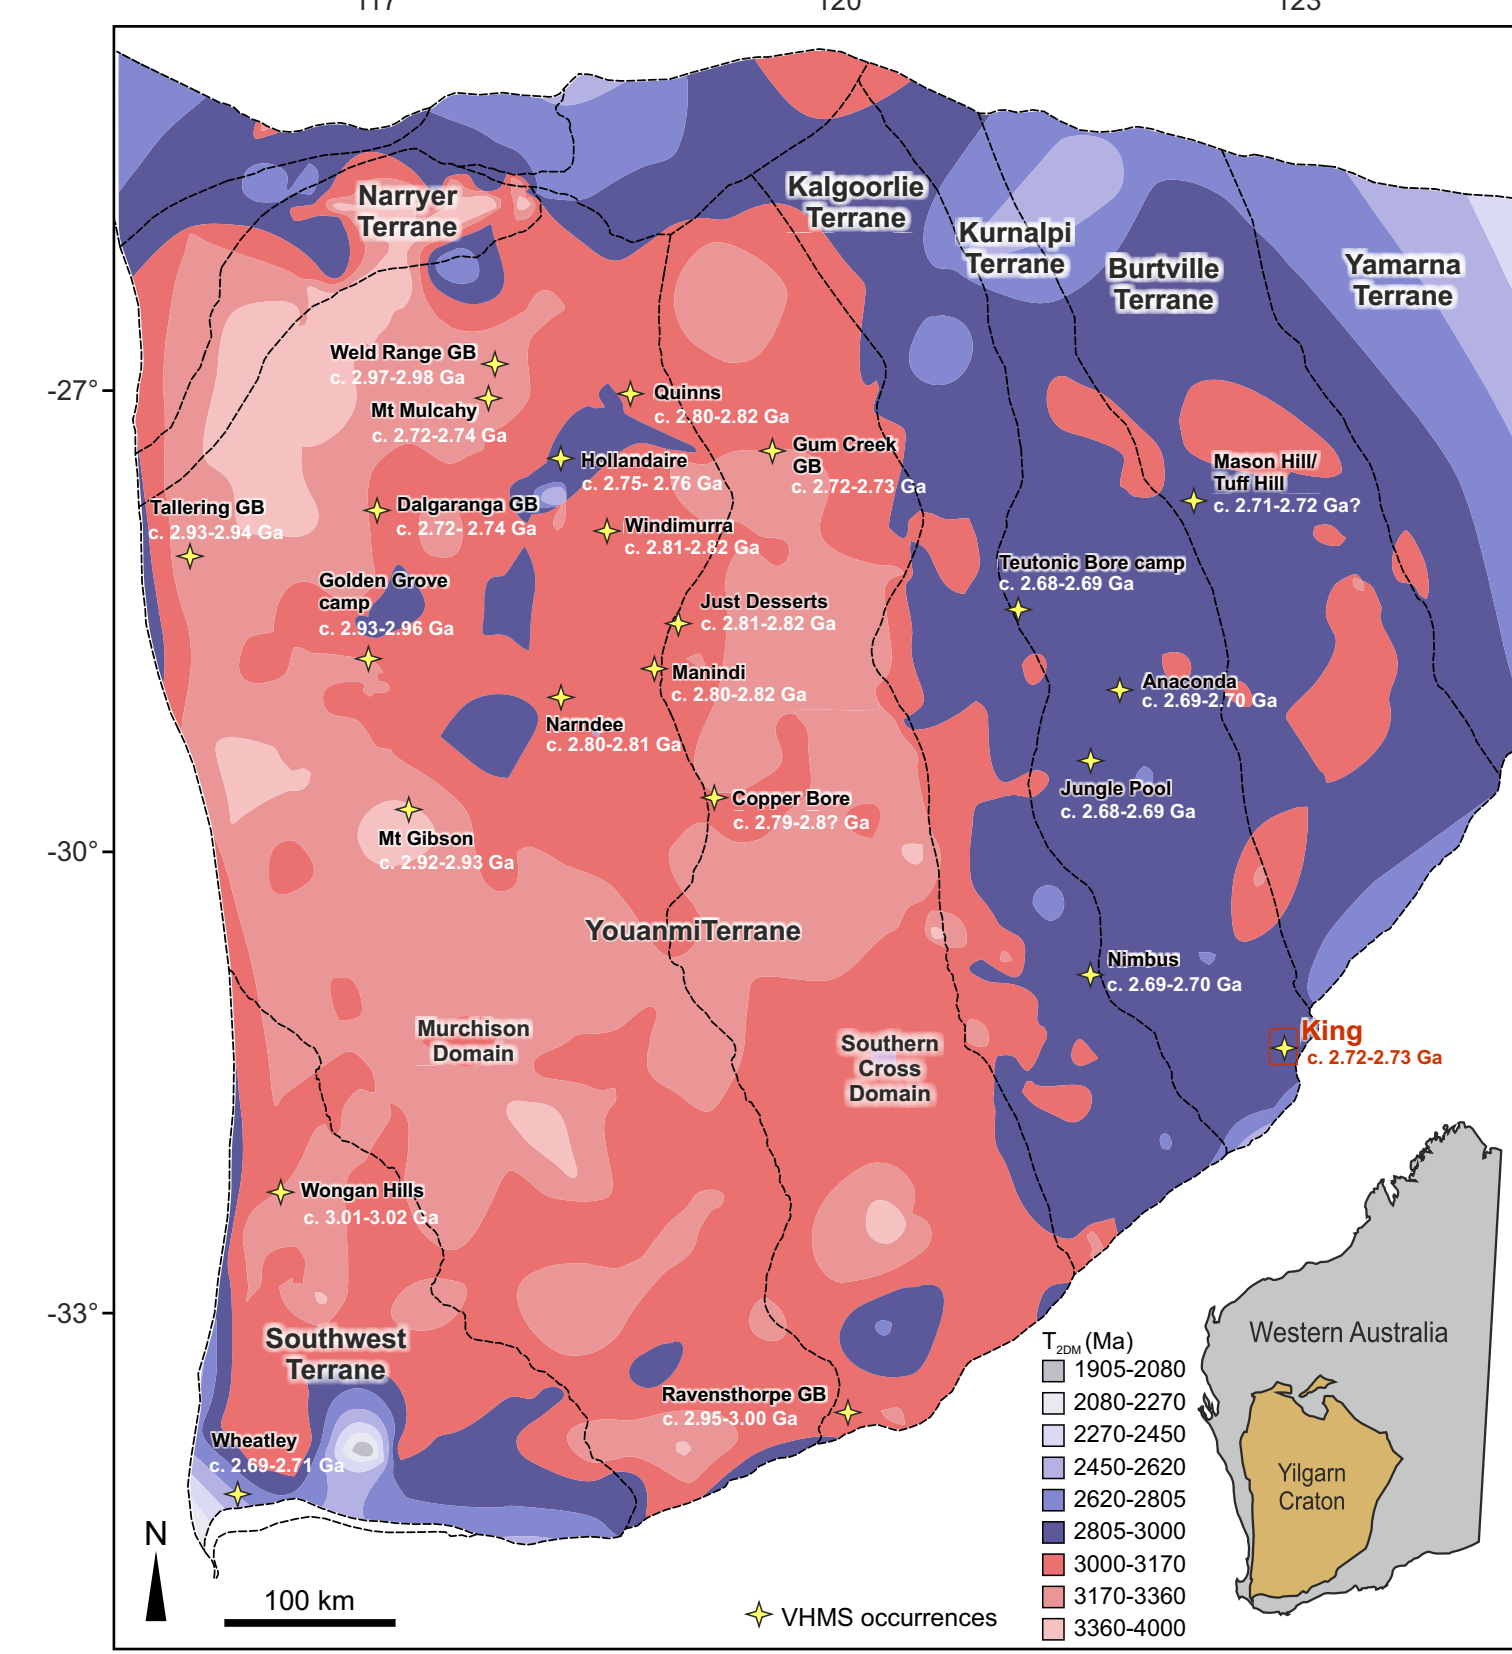 117
120
123
Narryer
Terrane
Kalgoorlie
Terrane
Kurnalpi
Terrane
Burtville
Terrane
Yamarna
Terrane
-27°
Weld Range GB
c. 2.97-2.98 Ga
Mt Mulcahy
c. 2.72-2.74 Ga
Quinns
c. 2.80-2.82 Ga
Hollandaire
c. 2.75- 2.76 Ga
Gum Creek
GB
c. 2.72-2.73 Ga
Mason Hill/
Tuff Hill
c. 2.71-2.72 Ga?
Tallering GB
c. 2.93-2.94 Ga
Dalgaranga GB
c. 2.72- 2.74 Ga
Windimurra
c. 2.81-2.82 Ga
Teutonic Bore camp
c. 2.68-2.69 Ga
Golden Grove
camp
c. 2.93-2.96 Ga
Just Desserts
c. 2.81-2.82 Ga
Manindi
c. 2.80-2.82 Ga
Anaconda
c. 2.69-2.70 Ga
Narndee
c. 2.80-2.81 Ga
Jungle Pool
c. 2.68-2.69 Ga
Copper Bore
c. 2.79-2.8? Ga
-30°
Mt Gibson
c. 2.92-2.93 Ga
YouanmiTerrane
Nimbus
c. 2.69-2.70 Ga
Murchison
Domain
Southern
Cross
Domain
King
c. 2.72-2.73 Ga
Wongan Hills
c. 3.01-3.02 Ga
-33°
Southwest
Terrane
Ravensthorpe GB
c. 2.95-3.00 Ga
Wheatley
c. 2.69-2.71 Ga
N
100 km
VHMS occurrences
T2DM (Ma)
1905-2080
2080-2270
2270-2450
2450-2620
2620-2805
2805-3000
3000-3170
3170-3360
3360-4000
Western Australia
Yilgarn
Craton